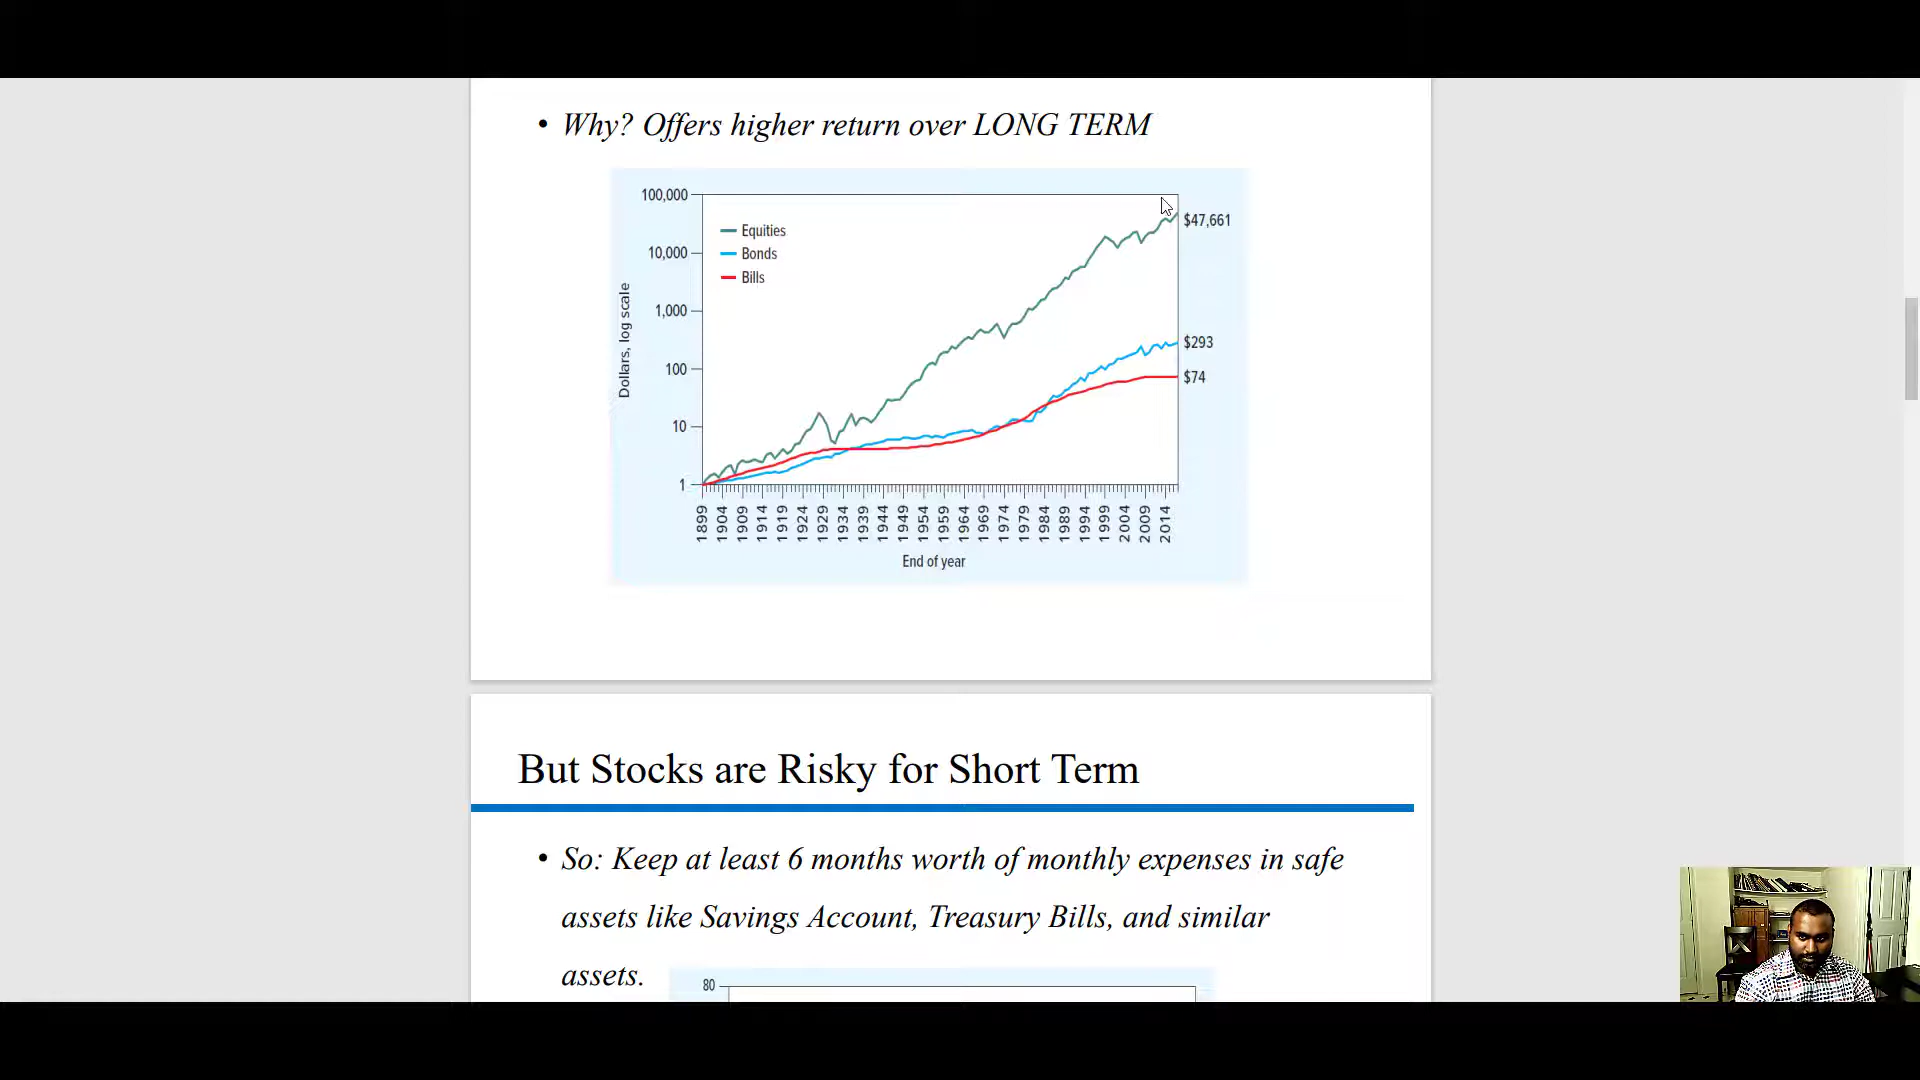 • Why? Offers higher return over LONG TERM
100,000
10,000
1,000
100
10
1
Dollars, log scale
Equities
Bonds
Bills
$47,661
$293
$74
1899 1904 1909 1914 1919 1924 1929 1934 1939 1944 1949 1954 1959 1964 1969 1974 1979 1984 1989 1994 1999 2004 2009 2014
End of year
But Stocks are Risky for Short Term
• So: Keep at least 6 months worth of monthly expenses in safe
assets like Savings Account, Treasury Bills, and similar
assets.
80